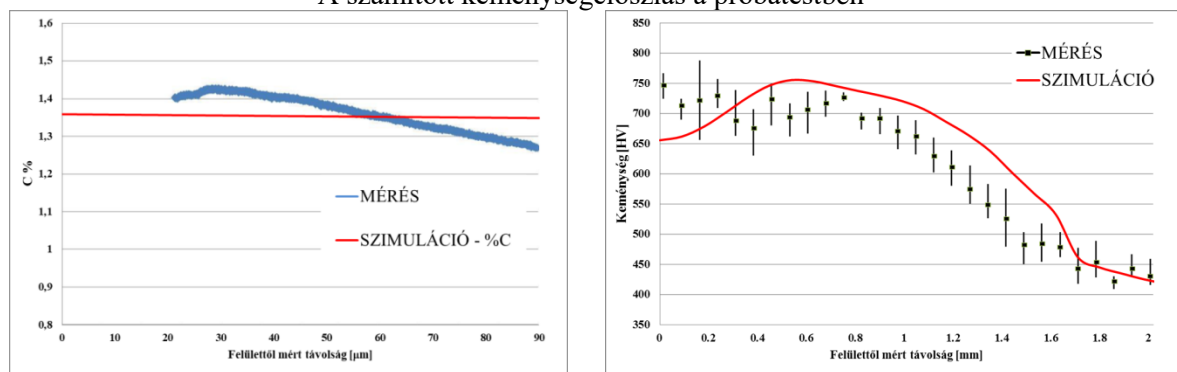 A számított keménységeloszlás a próbatestben
1,6
1,5
1,4
1,3
1,2
1,1
1
0,9
0,8
C %
MÉRÉS
SZIMULÁCIÓ - %C
0 10 20 30 40 50 60 70 80 90
Felülettől mért távolság [µm]
850
800
750
700
650
600
550
500
450
400
350
Keménység [HV]
MÉRÉS
SZIMULÁCIÓ
0 0.2 0.4 0.6 0.8 1 1.2 1.4 1.6 1.8 2
Felülettől mért távolság [mm]